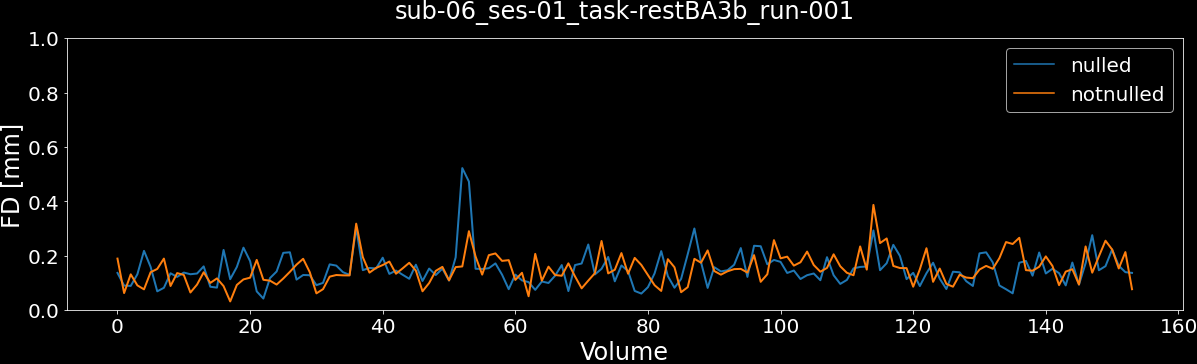 sub-06_ses-01_task-restBA3b_run-001
1.0
0.8
0.6
0.4
0.2
0.0
FD [mm]
nulled
notnulled
0 20 40 60 80 100 120 140 160
Volume